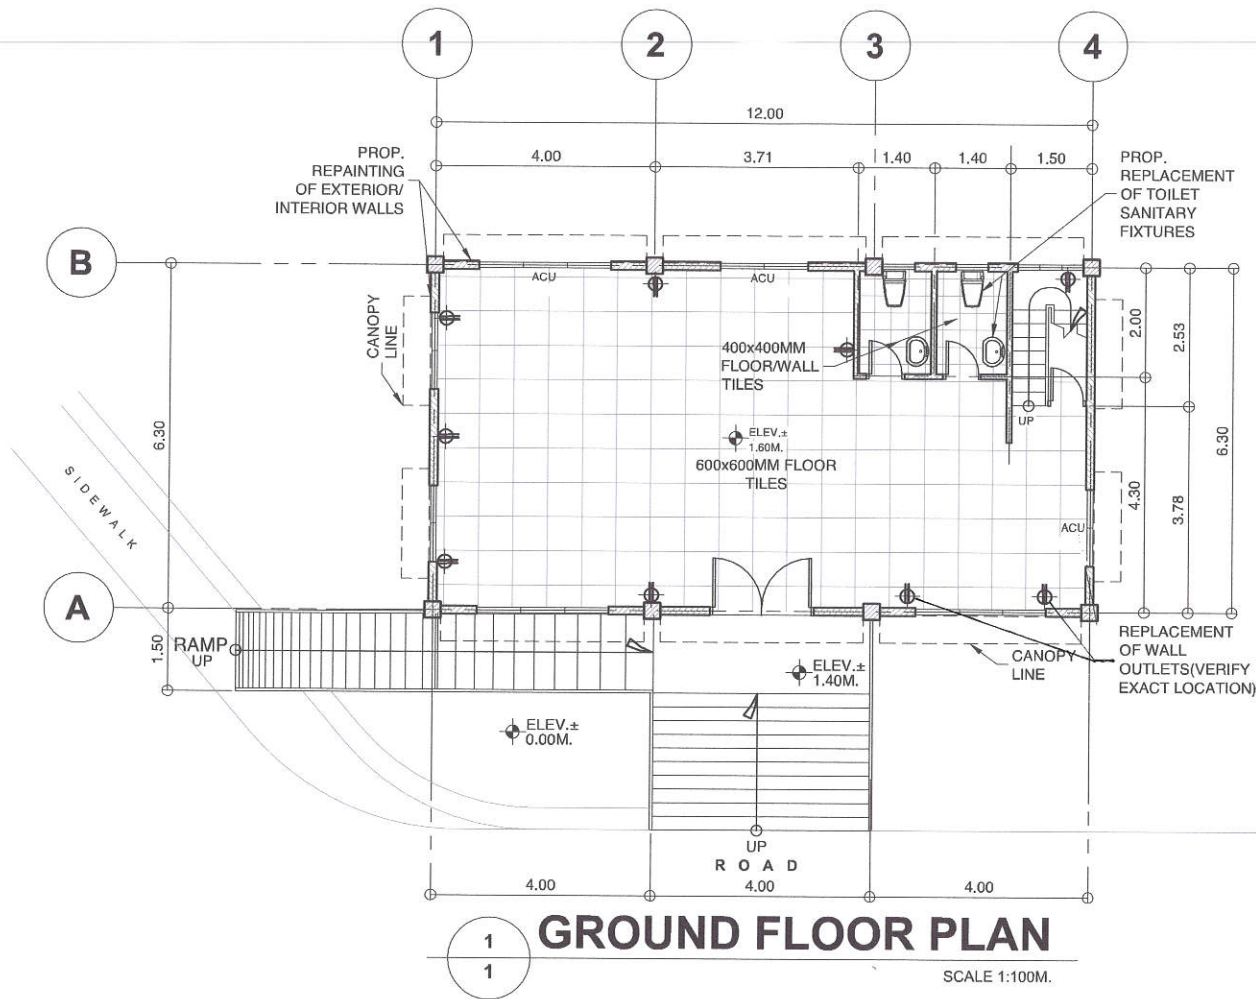 1
2
3
4
12.00
4.00
3.71
1.40
1.40
1.50
PROP.
REPAINTING
OF EXTERIOR/
INTERIOR WALLS
PROP.
REPLACEMENT
OF TOILET
SANITARY
FIXTURES
B
ACU
ACU
CANOPY
LINE
400x400MM
FLOOR/WALL
TILES
2.00
2.53
UP
6.30
ELEV.±
1.60M.
600x600MM FLOOR
TILES
6.30
4.30
3.78
SIDEWALK
ACU
A
1.50
RAMP
UP
ELEV.±
1.40M.
CANOPY
LINE
REPLACEMENT
OF WALL
OUTLETS(VERIFY
EXACT LOCATION)
ELEV.±
0.00M.
UP
ROAD
4.00
4.00
4.00
1
1
GROUND FLOOR PLAN
SCALE 1:100M.